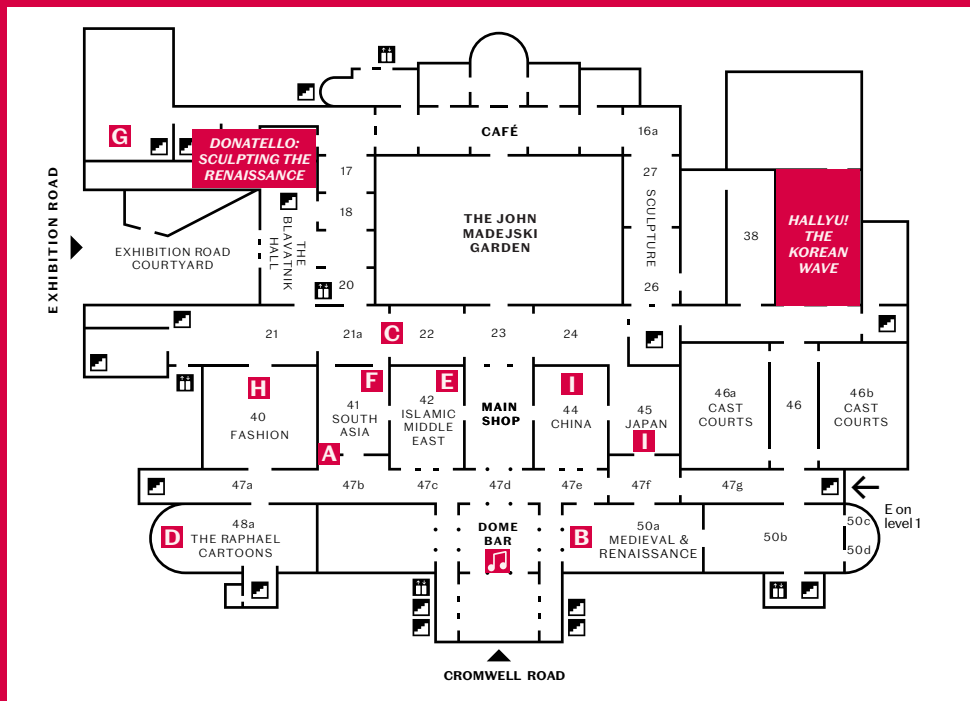 CAFÉ
16a
G
DONATELLO:
SCULPTING THE
RENAISSANCE
17
27
18
THE
BLAVATNIK
HALL
THE JOHN
MADEJSKI
GARDEN
SCULPTURE
38
HALLYU!
THE
KOREAN
WAVE
EXHIBITION ROAD
EXHIBITION ROAD
COURTYARD
20
26
21
21a
C
22
23
24
H
F
E
I
40
FASHION
41
SOUTH
ASIA
42
ISLAMIC
MIDDLE
EAST
MAIN
SHOP
44
CHINA
45
JAPAN
I
46a
CAST
COURTS
46
46b
CAST
COURTS
A
47a
47b
47c
47d
47e
47f
47g
E on
level 1
D
48a
THE RAPHAEL
CARTOONS
DOME
BAR
B
50a
MEDIEVAL &
RENAISSANCE
50b
50c
50d
CROMWELL ROAD